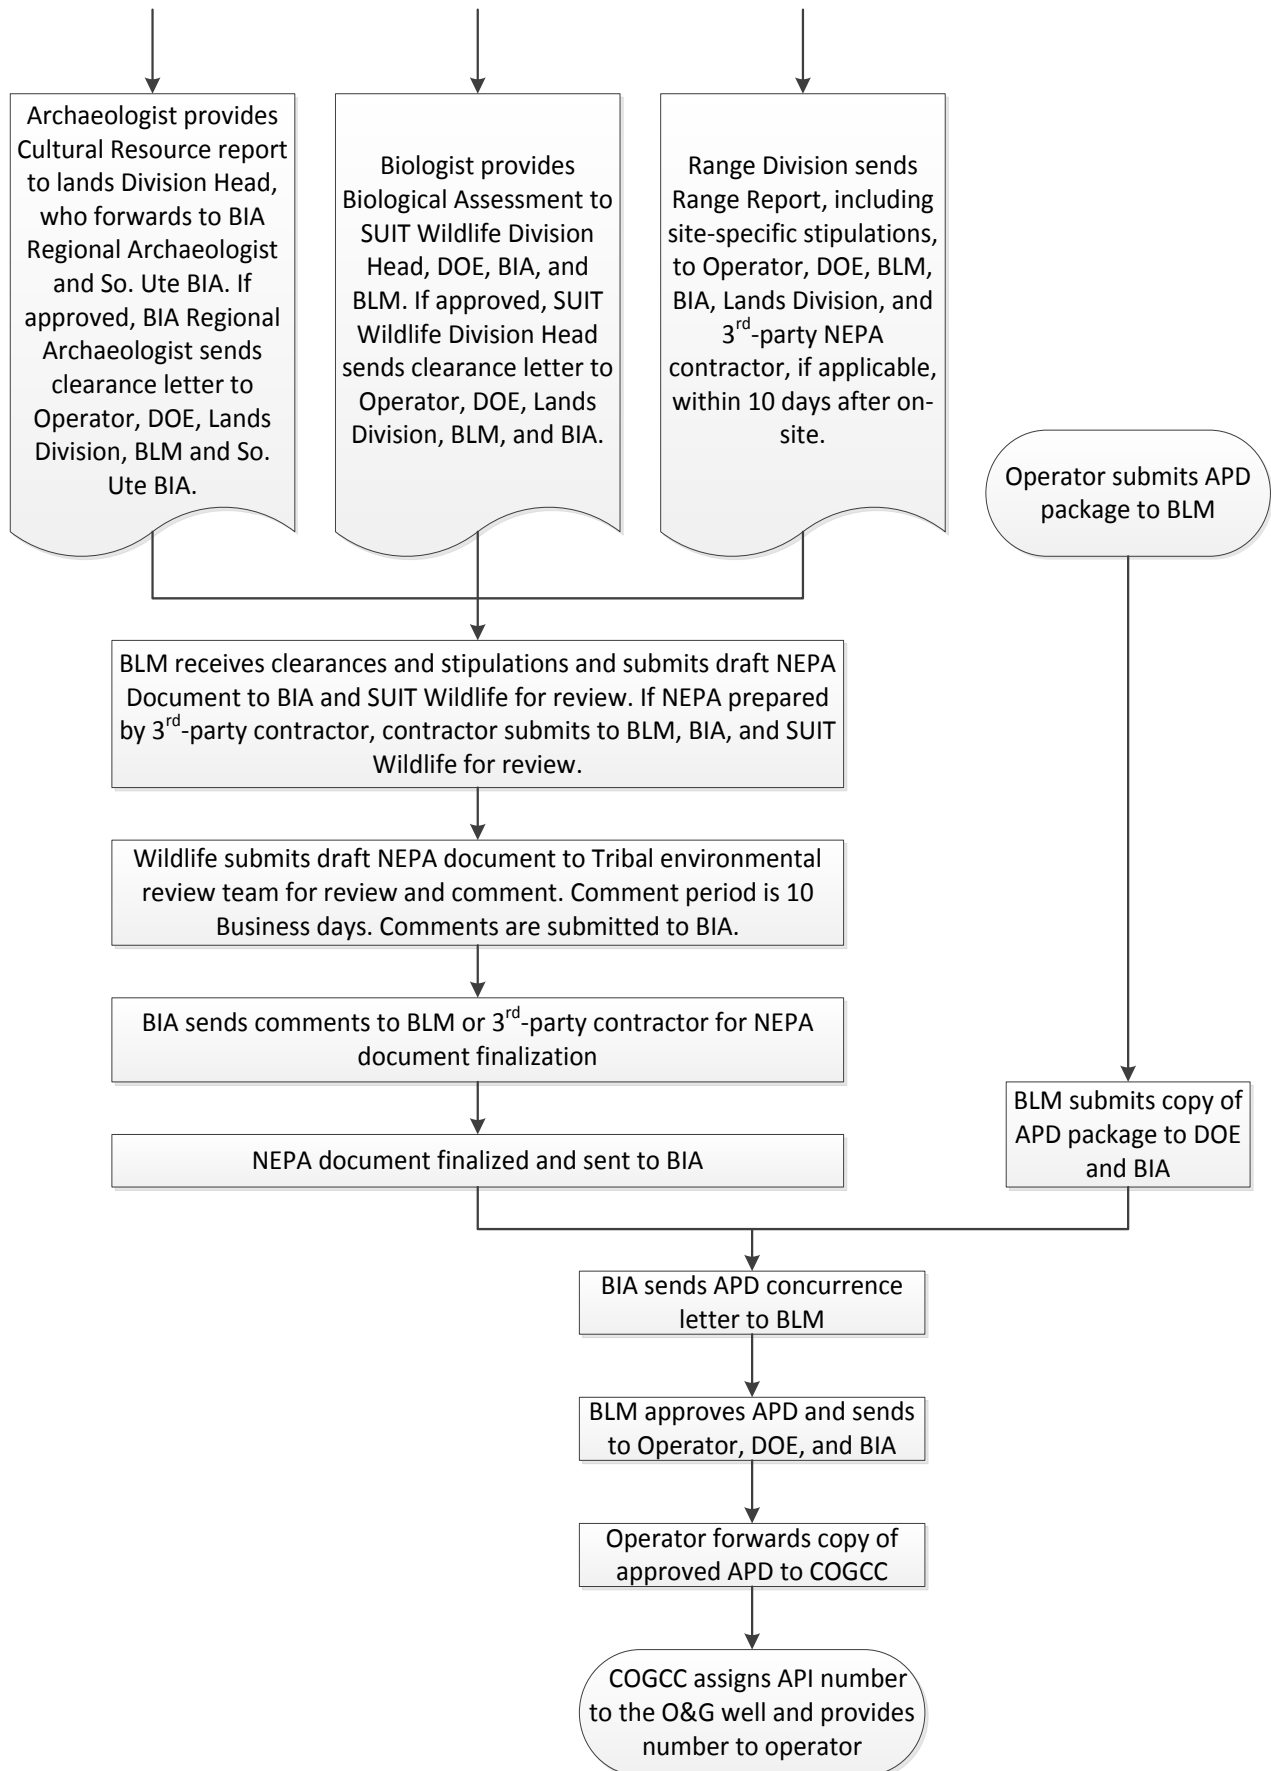 Archaeologist provides
Cultural Resource report
to lands Division Head,
who forwards to BIA
Regional Archaeologist
and So. Ute BIA. If
approved, BIA Regional
Archaeologist sends
clearance letter to
Operator, DOE, Lands
Division, BLM and So.
Ute BIA.
Biologist provides
Biological Assessment to
SUIT Wildlife Division
Head, DOE, BIA, and
BLM. If approved, SUIT
Wildlife Division Head
sends clearance letter to
Operator, DOE, Lands
Division, BLM, and BIA.
Range Division sends
Range Report, including
site-specific stipulations,
to Operator, DOE, BLM,
BIA, Lands Division, and
3rd-party NEPA
contractor, if applicable,
within 10 days after on-
site.
Operator submits APD
package to BLM
BLM receives clearances and stipulations and submits draft NEPA
Document to BIA and SUIT Wildlife for review. If NEPA prepared
by 3rd-party contractor, contractor submits to BLM, BIA, and SUIT
Wildlife for review.
Wildlife submits draft NEPA document to Tribal environmental
review team for review and comment. Comment period is 10
Business days. Comments are submitted to BIA.
BIA sends comments to BLM or 3rd-party contractor for NEPA
document finalization
NEPA document finalized and sent to BIA
BLM submits copy of
APD package to DOE
and BIA
BIA sends APD concurrence
letter to BLM
BLM approves APD and sends
to Operator, DOE, and BIA
Operator forwards copy of
approved APD to COGCC
COGCC assigns API number
to the O&G well and provides
number to operator